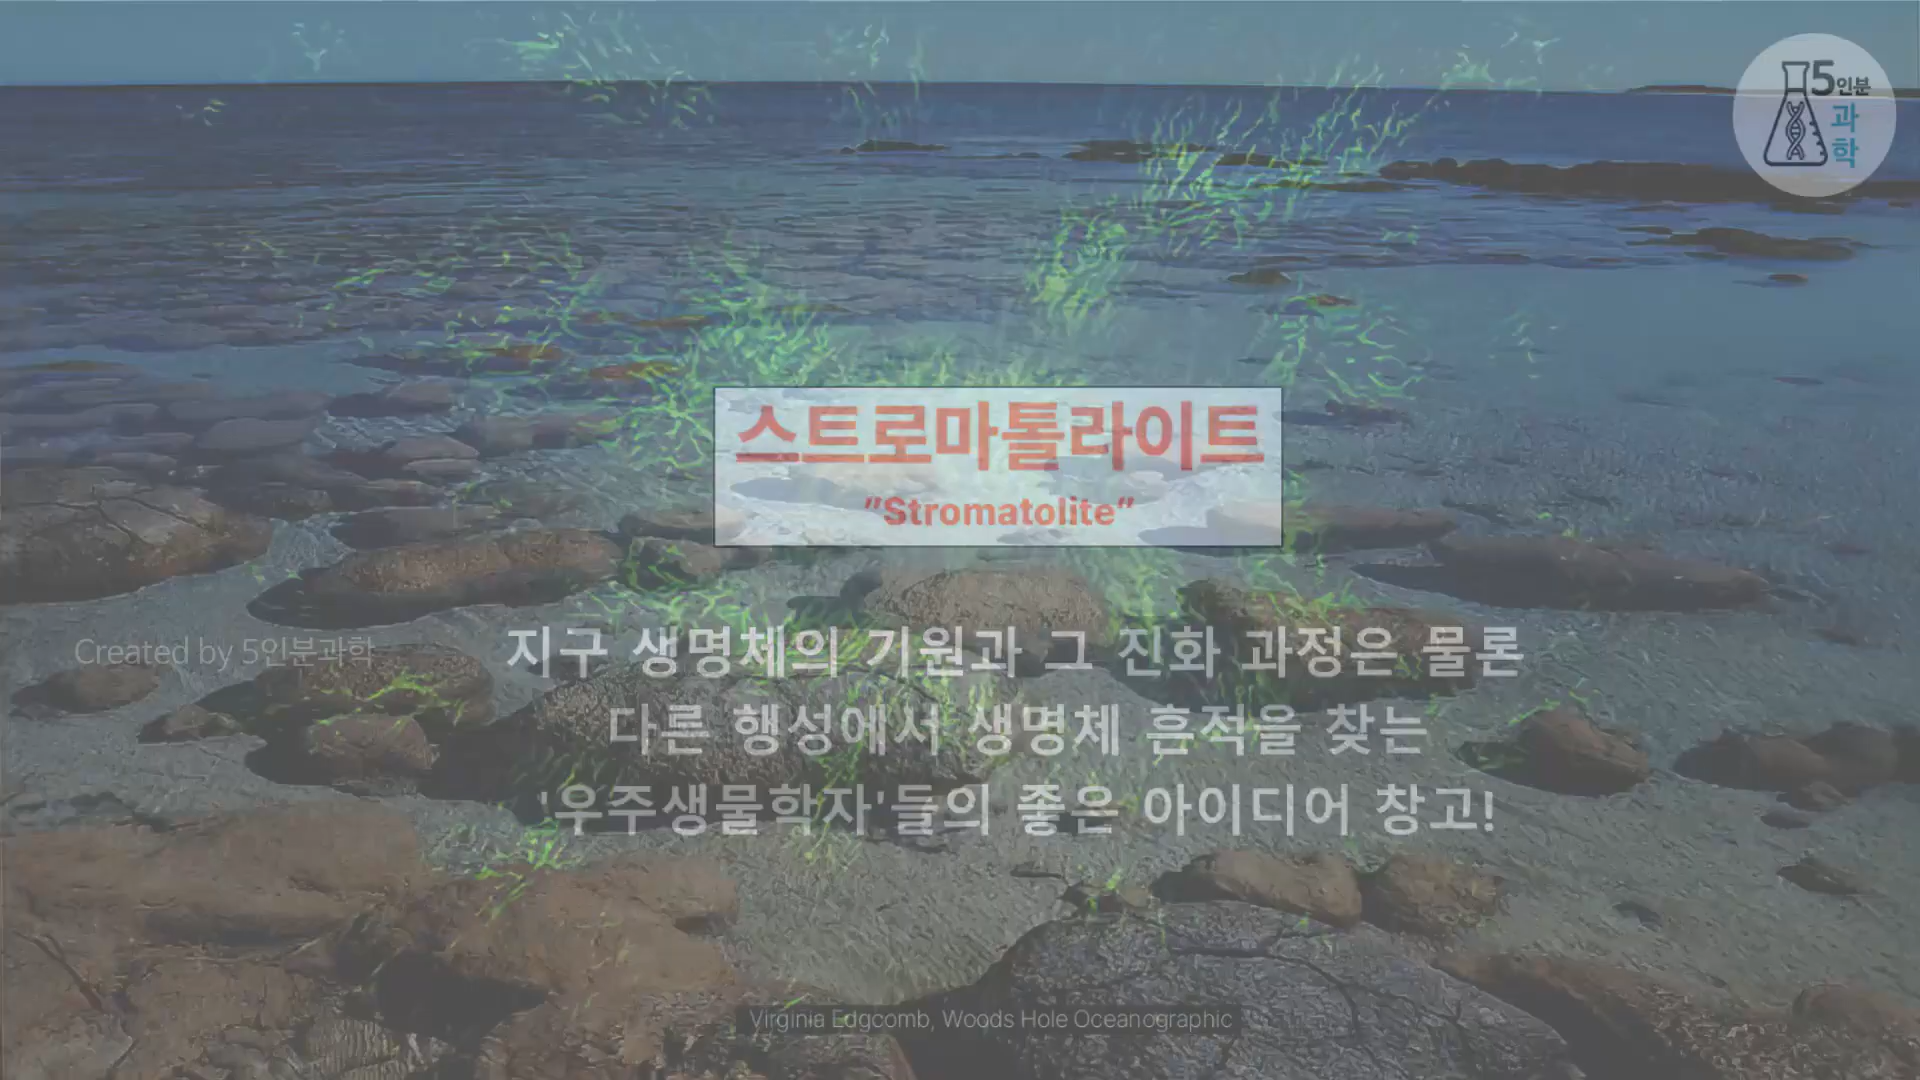 5인분
과
학
스트로마톨라이트
"Stromatolite"
지구 생명체의 기원과 그 진화 과정은 물론
Created by 5인분과학
다른 행성에서 생명체 흔적을 찾는
'우주생물학자'들의 좋은 아이디어 창고!
Virginia Edgcomb, Woods Hole Oceanographic